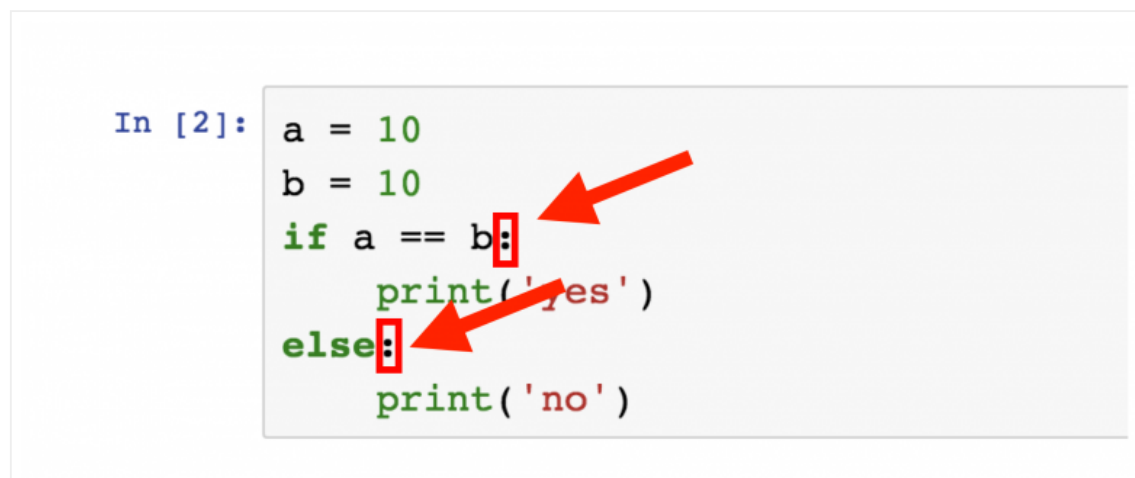 In [2]:
a = 10
b = 10
if a == b:
    print('yes')
else:
    print('no')